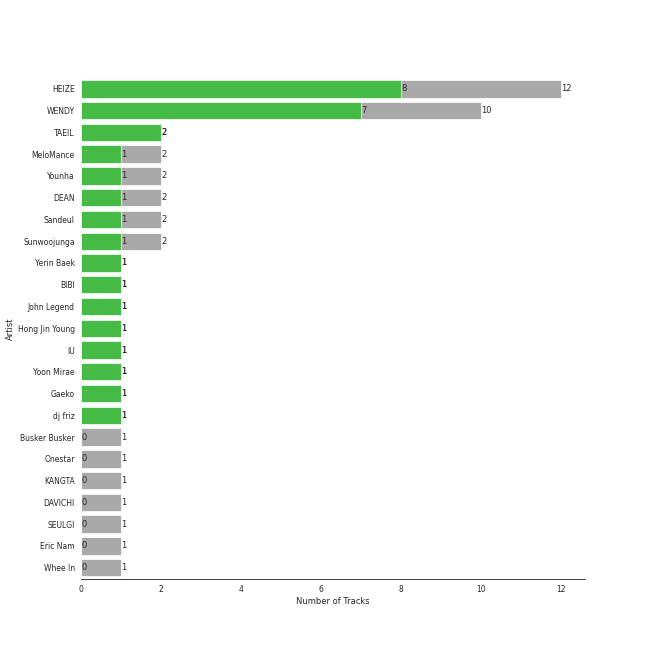 HEIZE 8 12
WENDY 7 10
TAEIL 2
MeloMance 1 2
Younha 1 2
DEAN 1 2
Sandeul 1 2
Sunwoojunga 1 2
Yerin Baek 1
BIBI 1
John Legend 1
Hong Jin Young 1
IU 1
Yoon Mirae 1
Gaeko 1
dj friz 1
Busker Busker 0 1
Onestar 0 1
KANGTA 0 1
DAVICHI 0 1
SEULGI 0 1
Eric Nam 0 1
Whee In 0 1
Artist
0 2 4 6 8 10 12
Number of Tracks